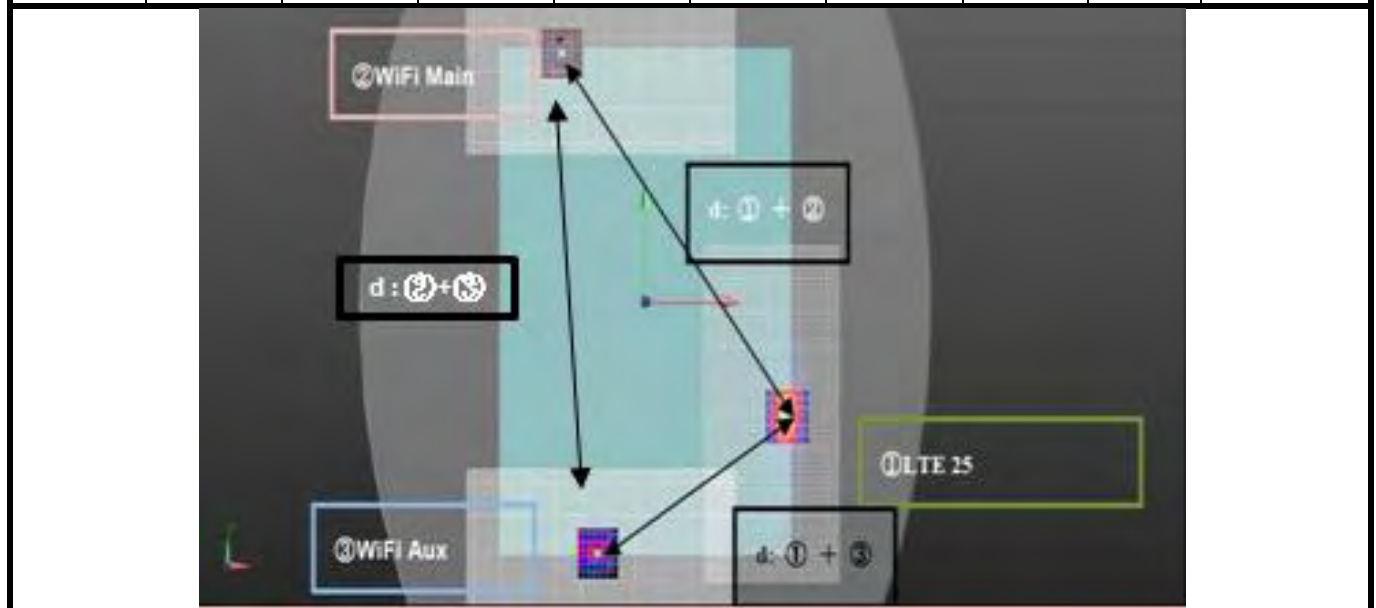 ②WiFi Main
d: ① + ②
d:②+③
①LTE 25
③WiFi Aux
d: ① + ③